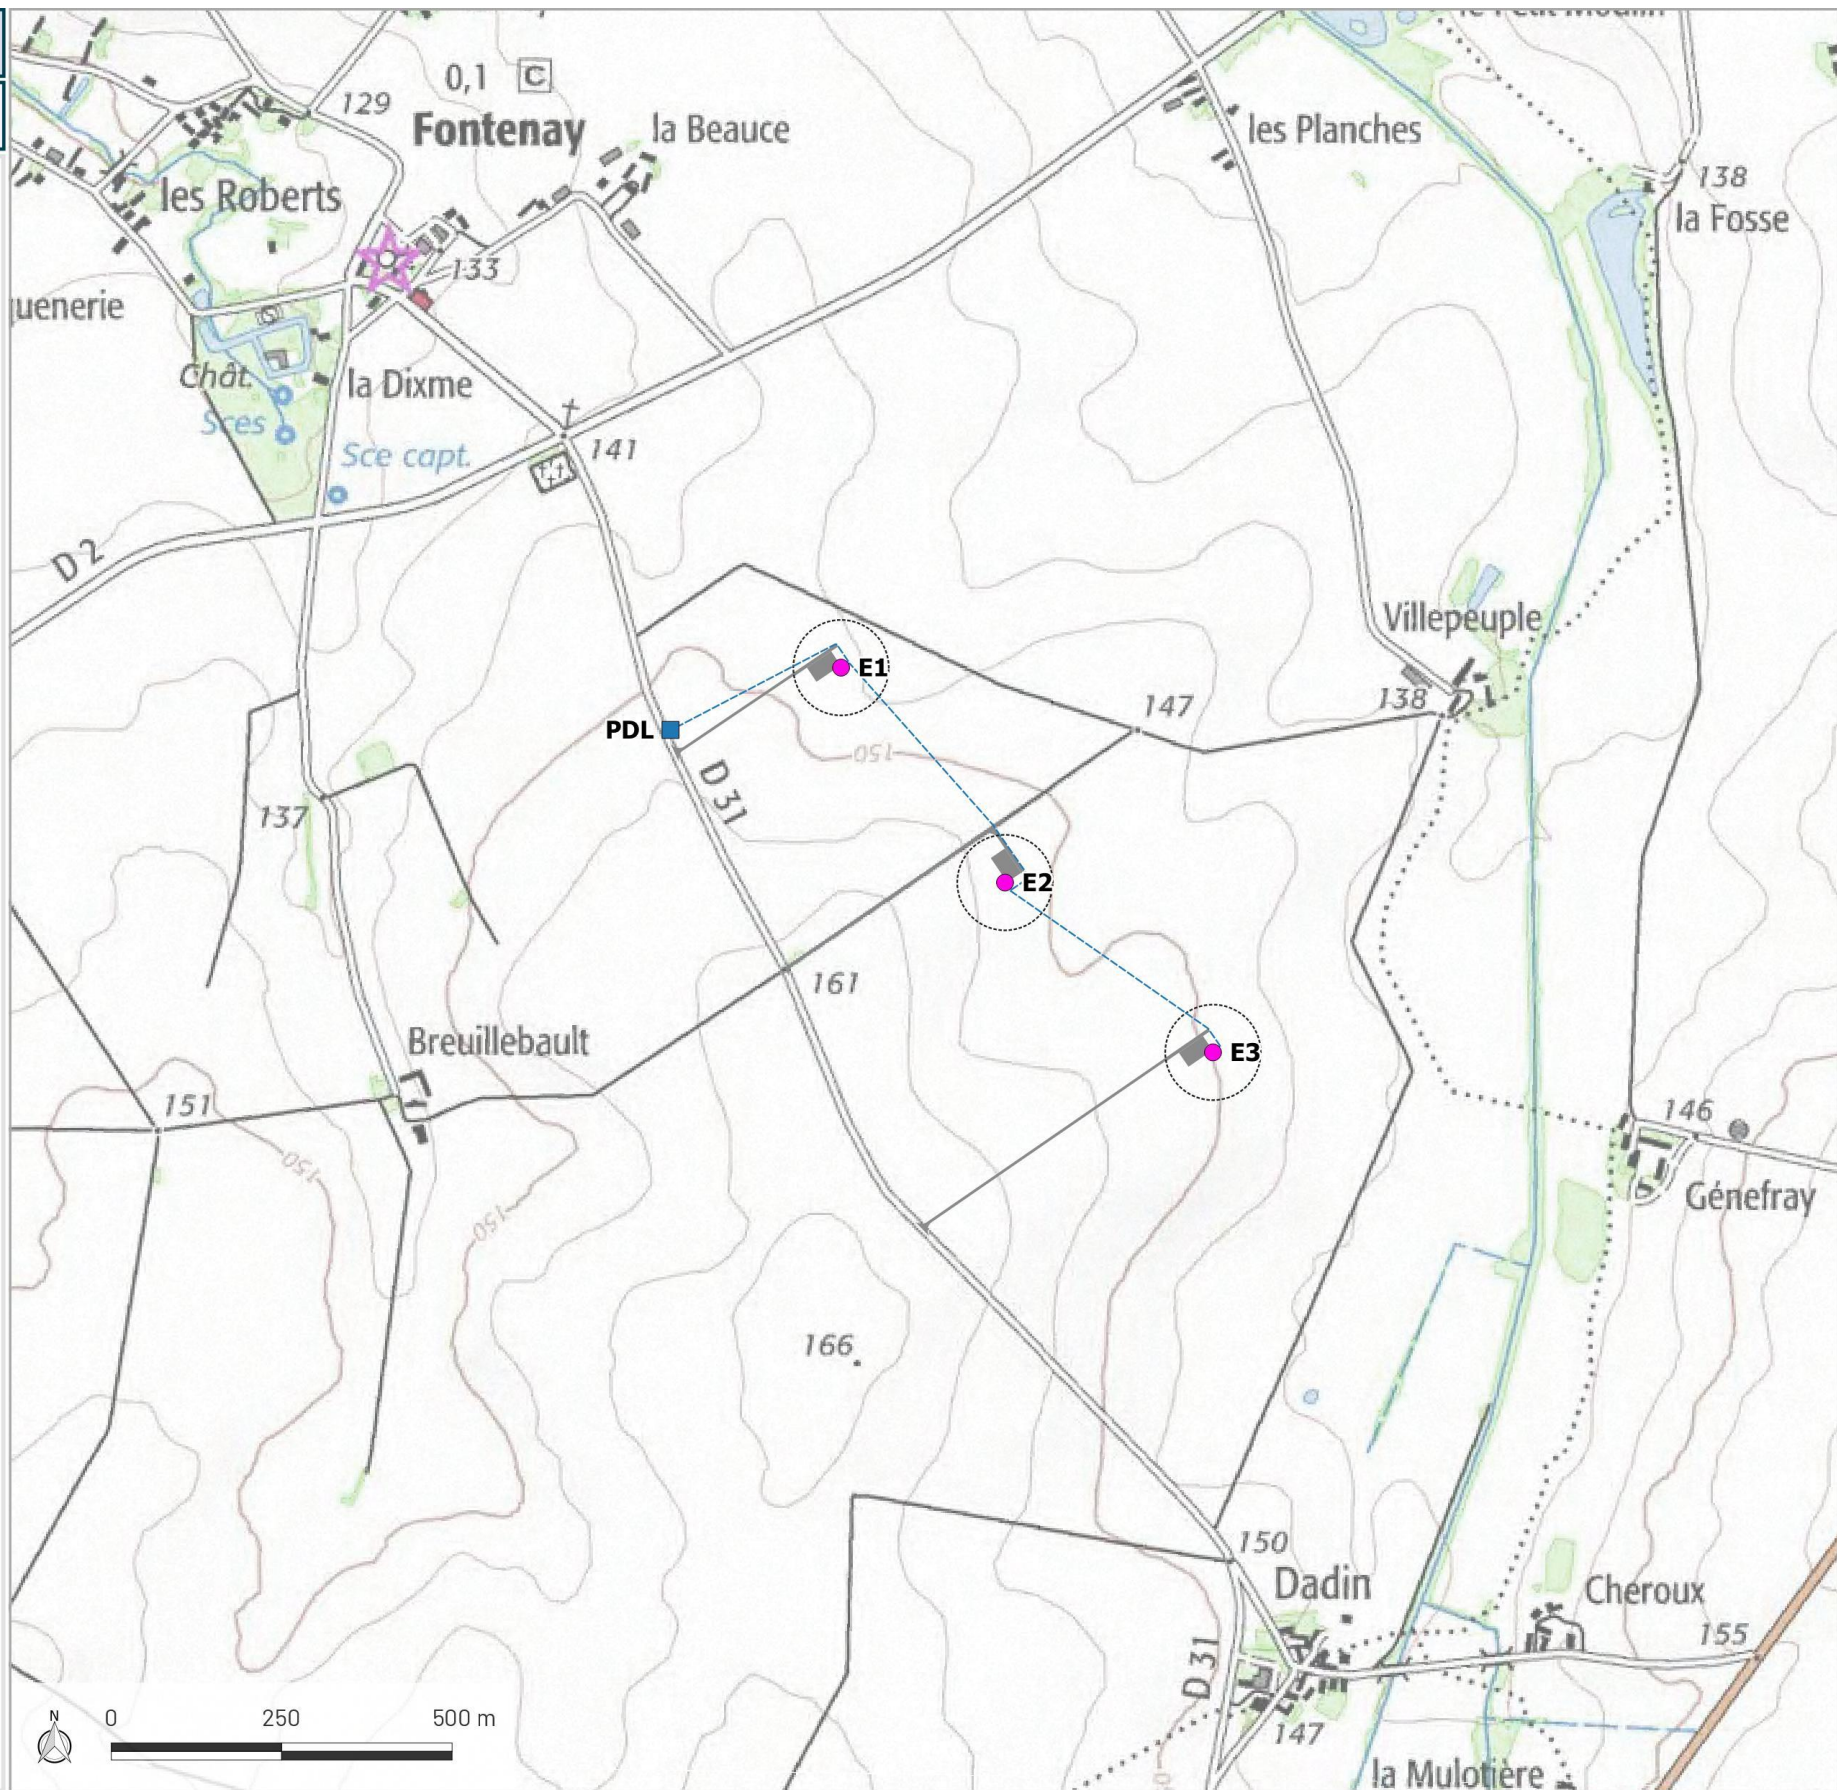 le Petit Moulin
0,1 C
129
Fontenay
la Beauce
les Planches
138
la Fosse
les Roberts
133
quenerie
Chât.
la Dixme
Sces
Sce capt.
141
D 2
Villepeuple
E1
138
147
PDL
150
D 31
137
E2
161
Breuillebault
E3
151
146
150
150
Génefray
166
150
Dadin
Cheroux
155
D 31
147
la Mulotière
N
0 250 500 m